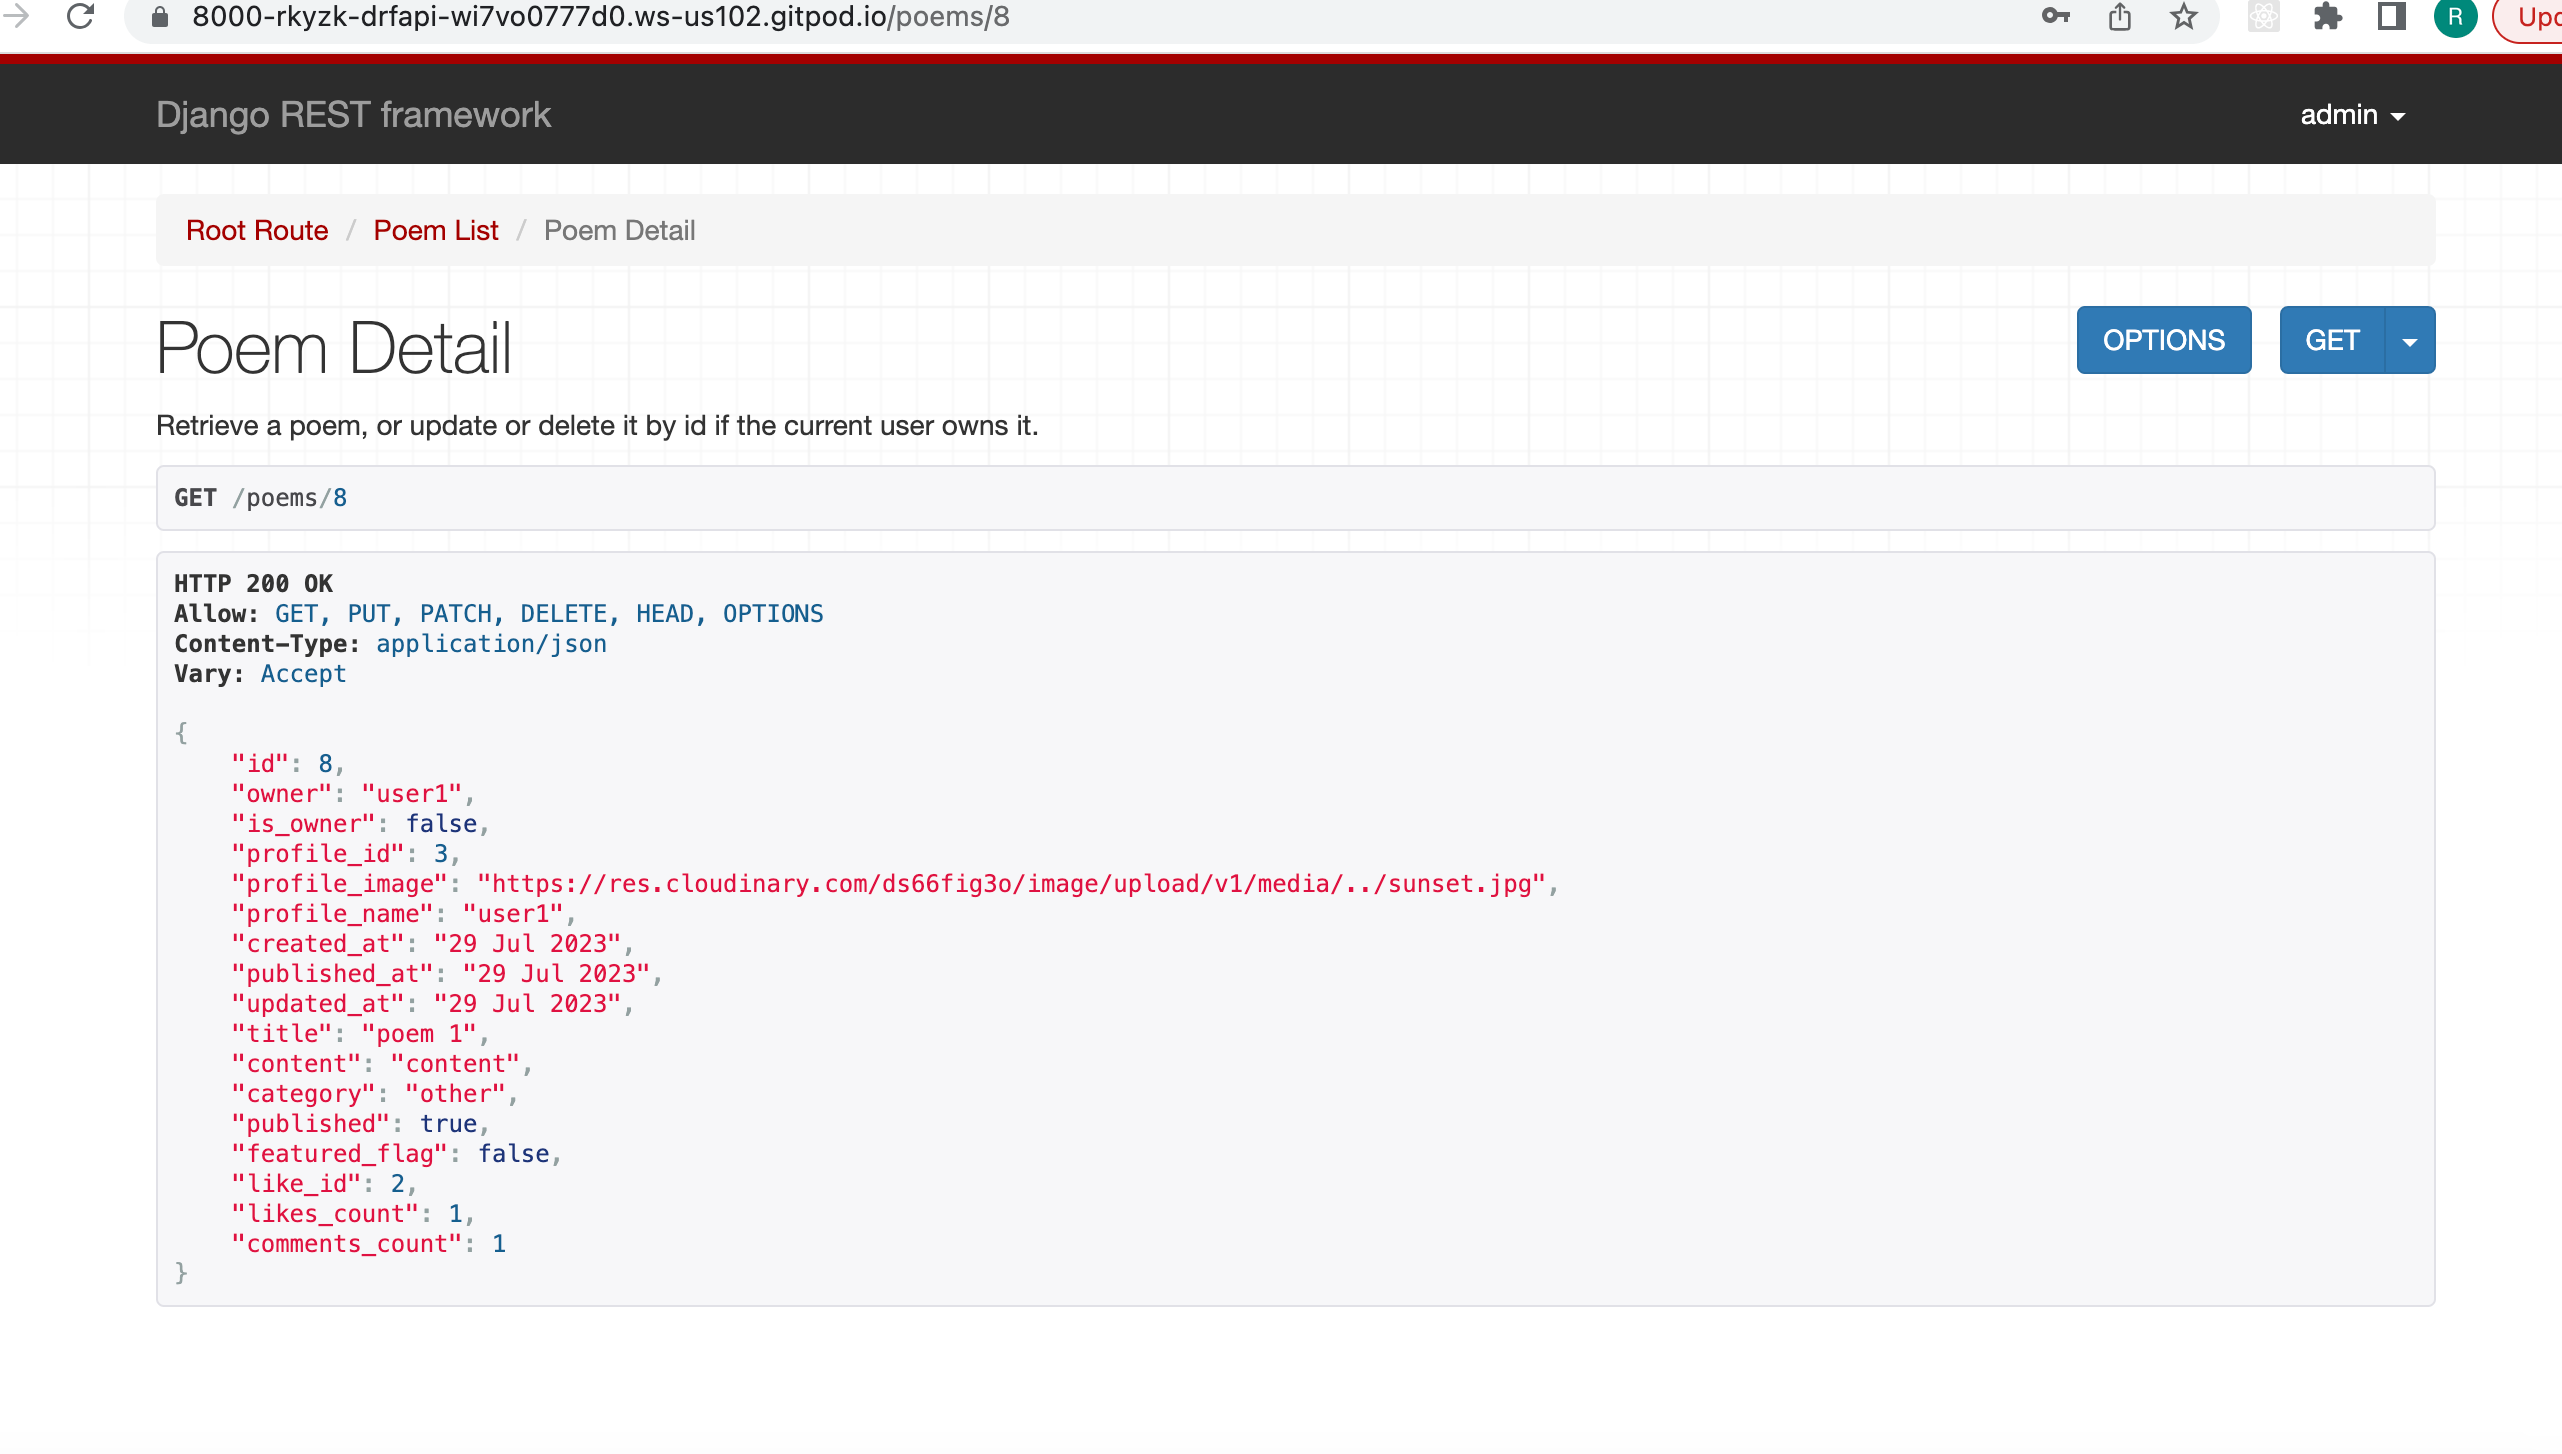 8000-rkyzk-drfapi-wi7vo0777d0.ws-us102.gitpod.io/poems/8
R
Upd
Django REST framework
admin
Root Route / Poem List / Poem Detail
Poem Detail
OPTIONS
GET
Retrieve a poem, or update or delete it by id if the current user owns it.
GET /poems/8
HTTP 200 OK
Allow: GET, PUT, PATCH, DELETE, HEAD, OPTIONS
Content-Type: application/json
Vary: Accept
{
    "id": 8,
    "owner": "user1",
    "is_owner": false,
    "profile_id": 3,
    "profile_image": "https://res.cloudinary.com/ds66fig3o/image/upload/v1/media/../sunset.jpg",
    "profile_name": "user1",
    "created_at": "29 Jul 2023",
    "published_at": "29 Jul 2023",
    "updated_at": "29 Jul 2023",
    "title": "poem 1",
    "content": "content",
    "category": "other",
    "published": true,
    "featured_flag": false,
    "like_id": 2,
    "likes_count": 1,
    "comments_count": 1
}